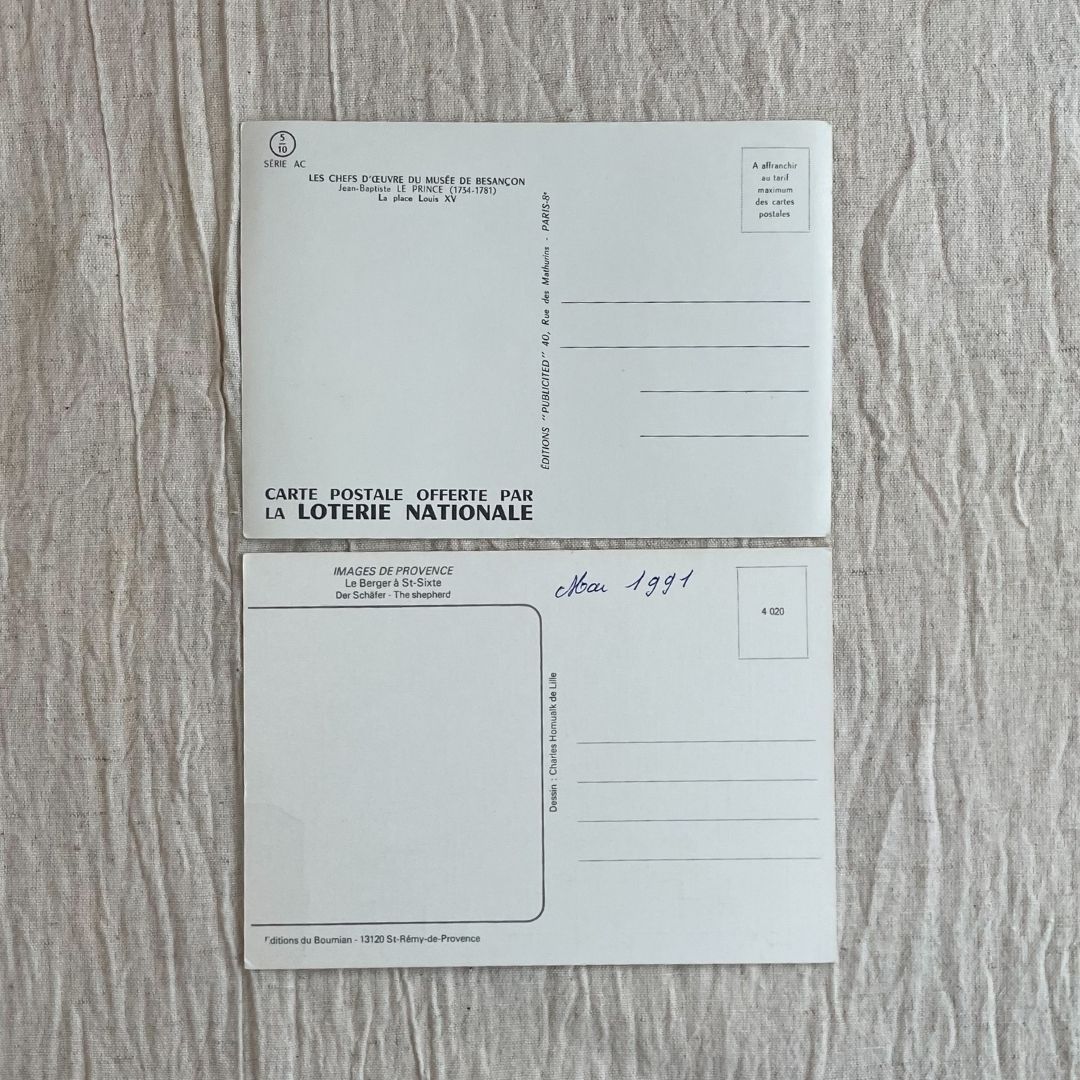 5
10
SÉRIE AC
LES CHEFS D'ŒUVRE DU MUSÉE DE BESANÇON
Jean-Baptiste LE PRINCE (1734-1781)
La place Louis XV
A affranchir
au tarif
maximum
des cartes
postales
ÉDITIONS "PUBLICITED" 40, Rue des Mathurins - PARIS-8e
CARTE POSTALE OFFERTE PAR
LA LOTERIE NATIONALE
IMAGES DE PROVENCE
Le Berger à St-Sixte
Der Schäfer - The shepherd
Mai 1991
4 020
Dessin : Charles Homualk de Lille
Editions du Boumian - 13120 St-Rémy-de-Provence